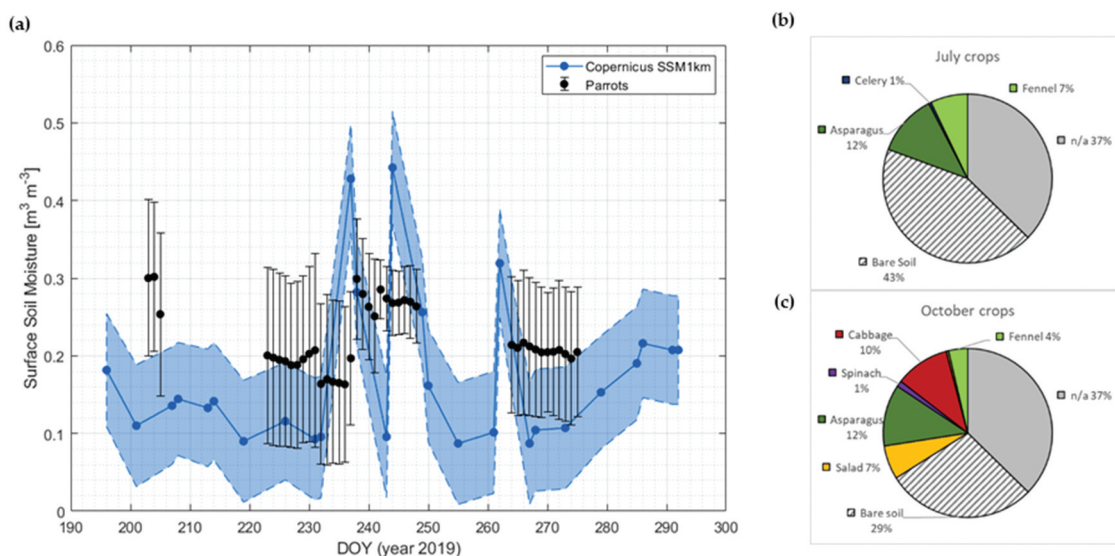 (a)
0.6
0.5
0.4
0.3
0.2
0.1
0
Surface Soil Moisture [m³ m⁻³]
190
200
210
220
230
240
250
260
270
280
290
300
DOY (year 2019)
Copernicus SSM1km
Parrots
(b)
July crops
Celery 1%
Fennel 7%
Asparagus
12%
n/a 37%
Bare Soil
43%
(c)
October crops
Cabbage
10%
Fennel 4%
Spinach
1%
n/a 37%
Asparagus
12%
Salad 7%
Bare soil
29%